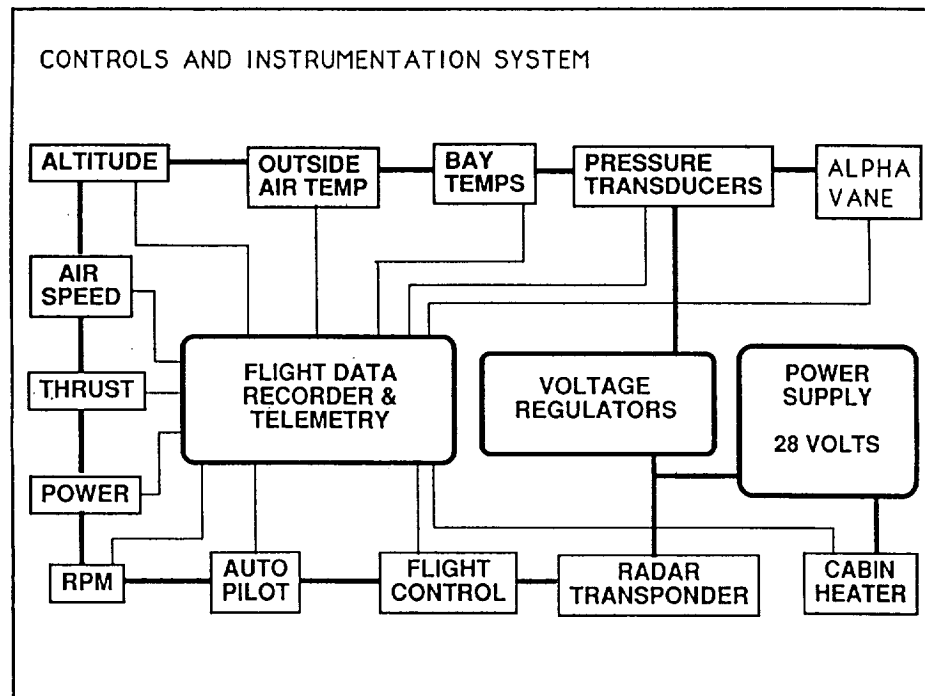 CONTROLS AND INSTRUMENTATION SYSTEM
ALTITUDE
OUTSIDE
AIR TEMP
BAY
TEMPS
PRESSURE
TRANSDUCERS
ALPHA
VANE
AIR
SPEED
THRUST
POWER
RPM
FLIGHT DATA
RECORDER &
TELEMETRY
VOLTAGE
REGULATORS
POWER
SUPPLY
28 VOLTS
AUTO
PILOT
FLIGHT
CONTROL
RADAR
TRANSPONDER
CABIN
HEATER